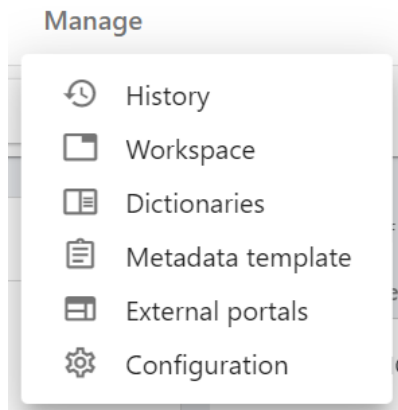 Manage
History
Workspace
Dictionaries
Metadata template
External portals
Configuration